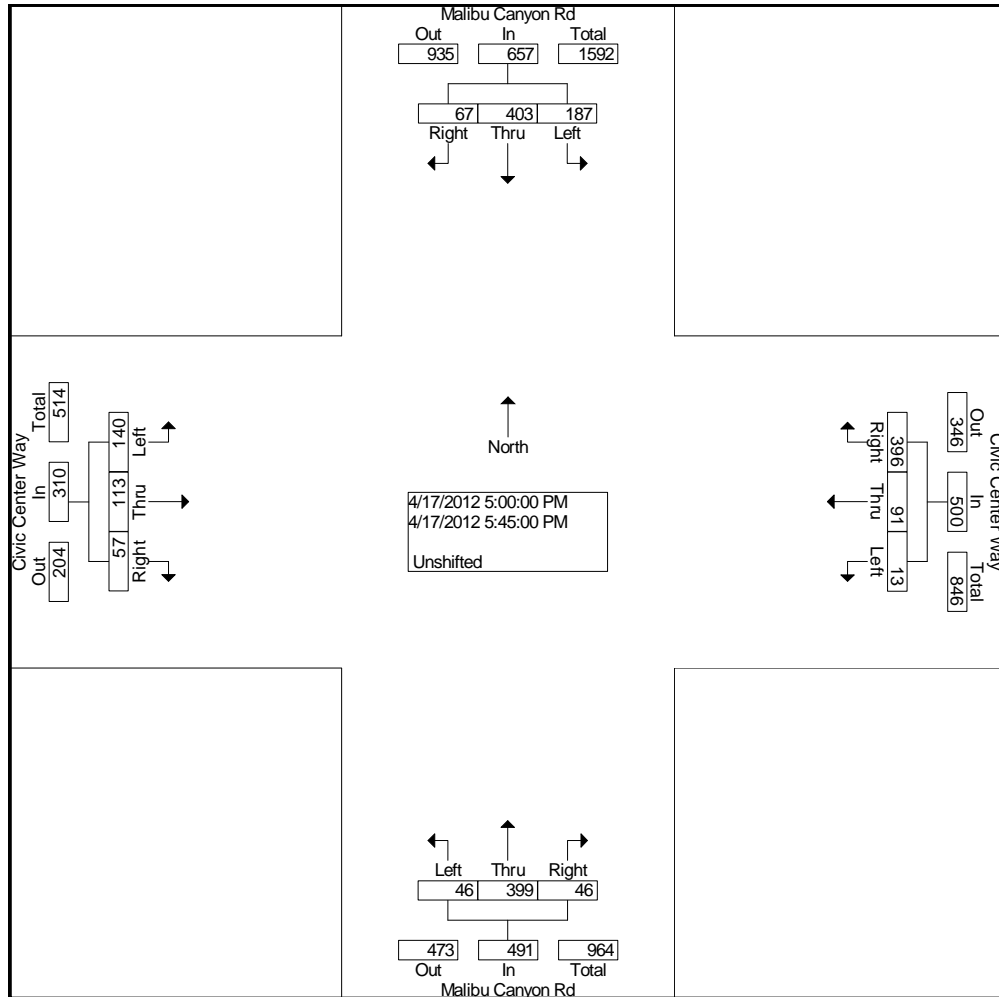 Malibu Canyon Rd
Out In Total
935 657 1592
67 403 187
Right Thru Left
Civic Center Way
Total In Out
514 310 204
140 113 57
Left Thru Right
North
4/17/2012 5:00:00 PM
4/17/2012 5:45:00 PM
Unshifted
Right Thru Left
396 91 13
Out In Total
346 500 846
Civic Center Way
Left Thru Right
46 399 46
473 491 964
Out In Total
Malibu Canyon Rd